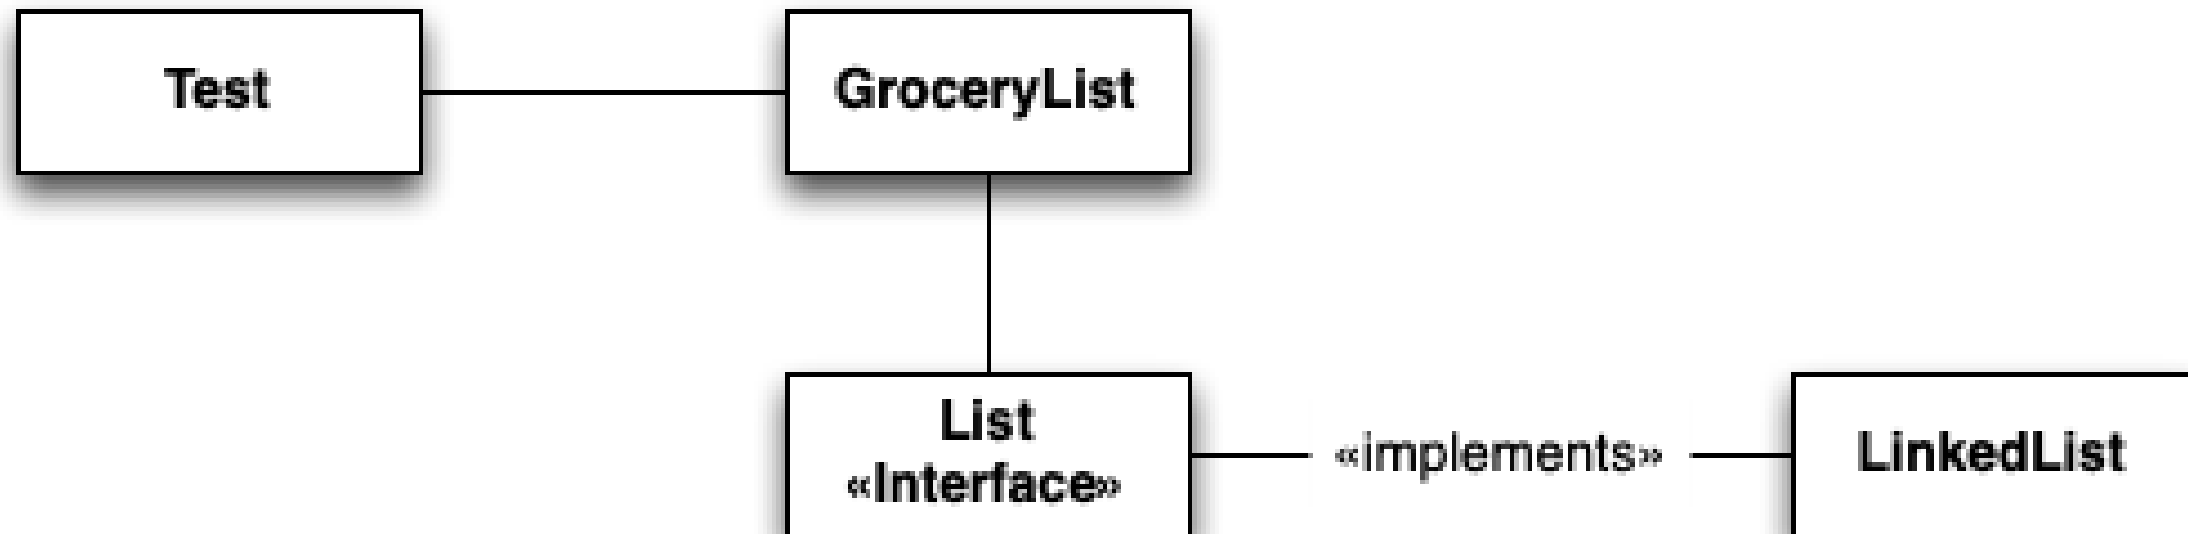 Test
GroceryList
List
«Interface»
«implements»
LinkedList